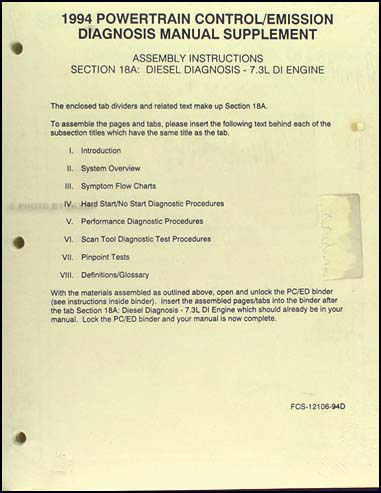 1994 POWERTRAIN CONTROL/EMISSION
DIAGNOSIS MANUAL SUPPLEMENT
ASSEMBLY INSTRUCTIONS
SECTION 18A: DIESEL DIAGNOSIS - 7.3L DI ENGINE
The enclosed tab dividers and related text make up Section 18A.
To assemble the pages and tabs, please insert the following text behind each of the
subsection titles which have the same title as the tab.
I. Introduction
II. System Overview
III. Symptom Flow Charts
IV. Hard Start/No Start Diagnostic Procedures
© PHOTO BY
V. Performance Diagnostic Procedures
VI. Scan Tool Diagnostic Test Procedures
VII. Pinpoint Tests
VIII. Definitions/Glossary
With the materials assembled as outlined above, open and unlock the PC/ED binder
(see instructions inside binder). Insert the assembled pages/tabs into the binder after
the tab Section 18A: Diesel Diagnosis - 7.3L DI Engine which should already be in your
manual. Lock the PC/ED binder and your manual is now complete.
FCS-12106-94D